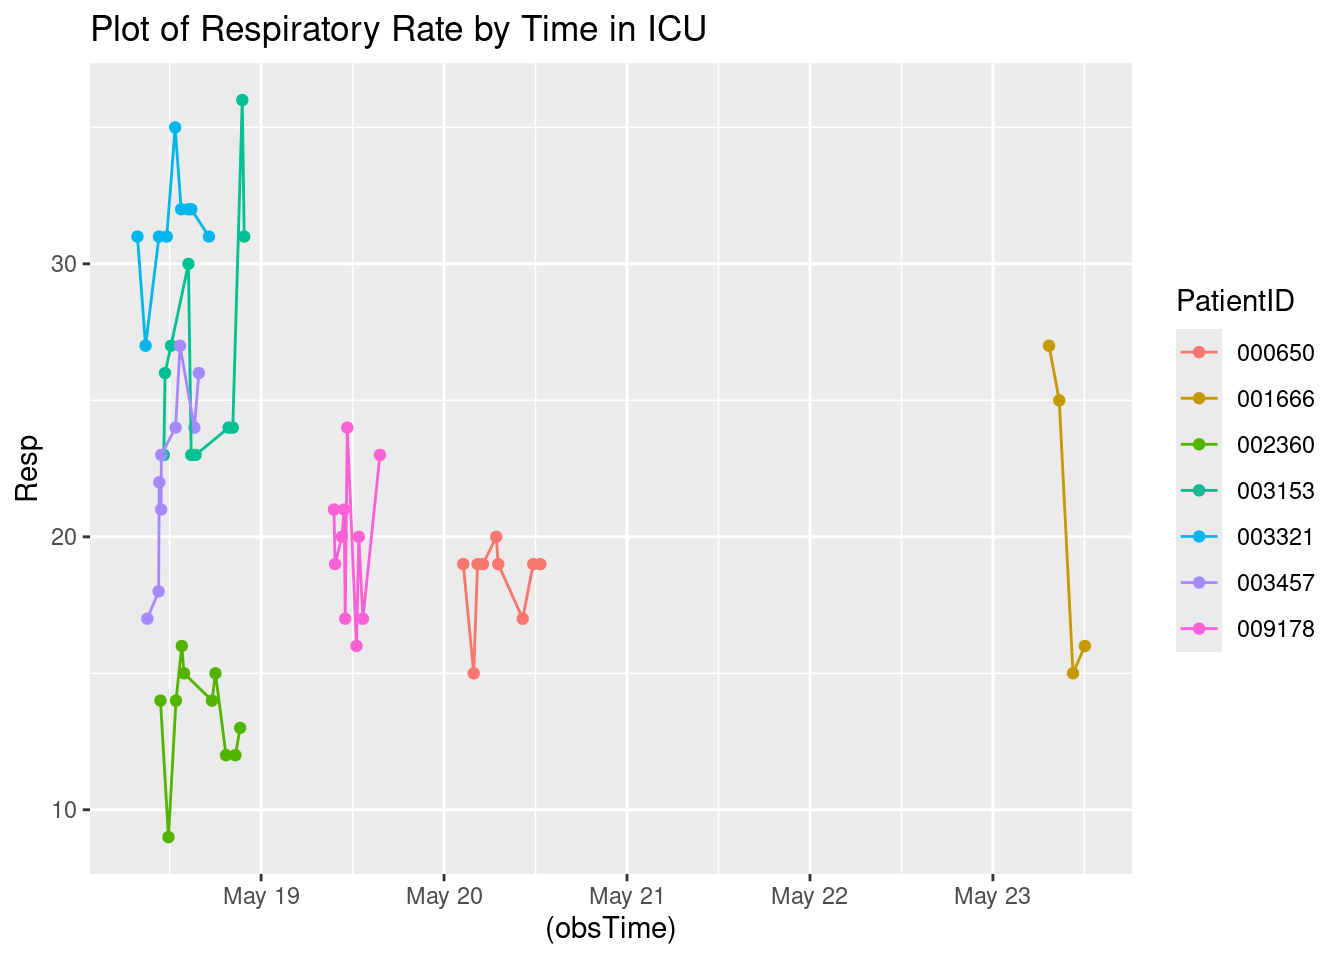 Plot of Respiratory Rate by Time in ICU
Resp
30
20
10
May 19
May 20
May 21
May 22
May 23
(obsTime)
PatientID
000650
001666
002360
003153
003321
003457
009178